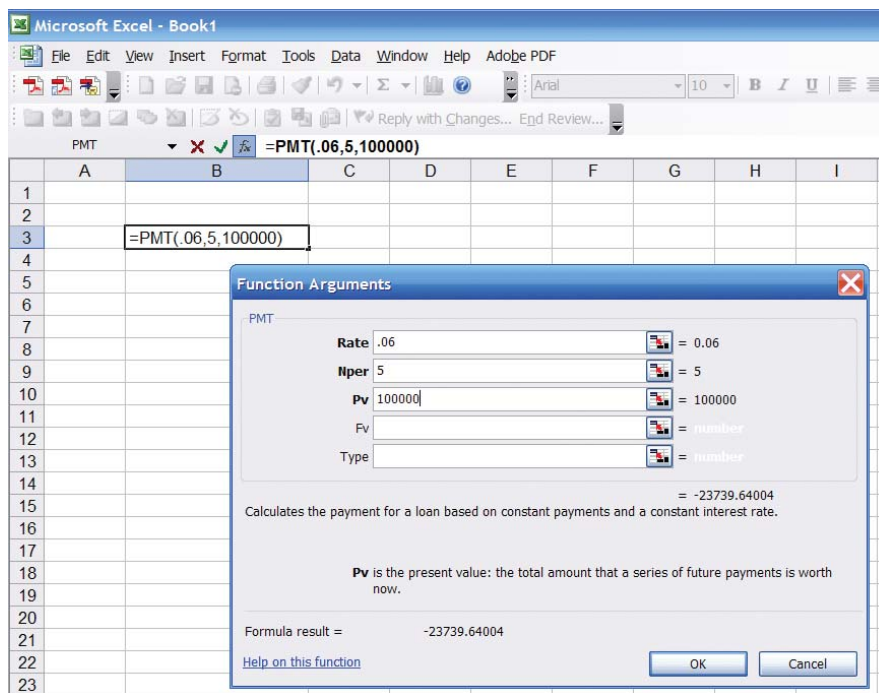 Microsoft Excel - Book1
File Edit View Insert Format Tools Data Window Help Adobe PDF
Arial 10 B I U
Reply with Changes... End Review...
PMT fx =PMT(.06,5,100000)
A B C D E F G H I
1
2
3 =PMT(.06,5,100000)
4
5 Function Arguments
6
7 PMT
8 Rate .06 = 0.06
9 Nper 5 = 5
10 Pv 100000 = 100000
11 Fv = number
12
13 Type = number
14
= -23739.64004
15 Calculates the payment for a loan based on constant payments and a constant interest rate.
16
17
18 Pv is the present value: the total amount that a series of future payments is worth
19 now.
20
21 Formula result = -23739.64004
22 Help on this function OK Cancel
23